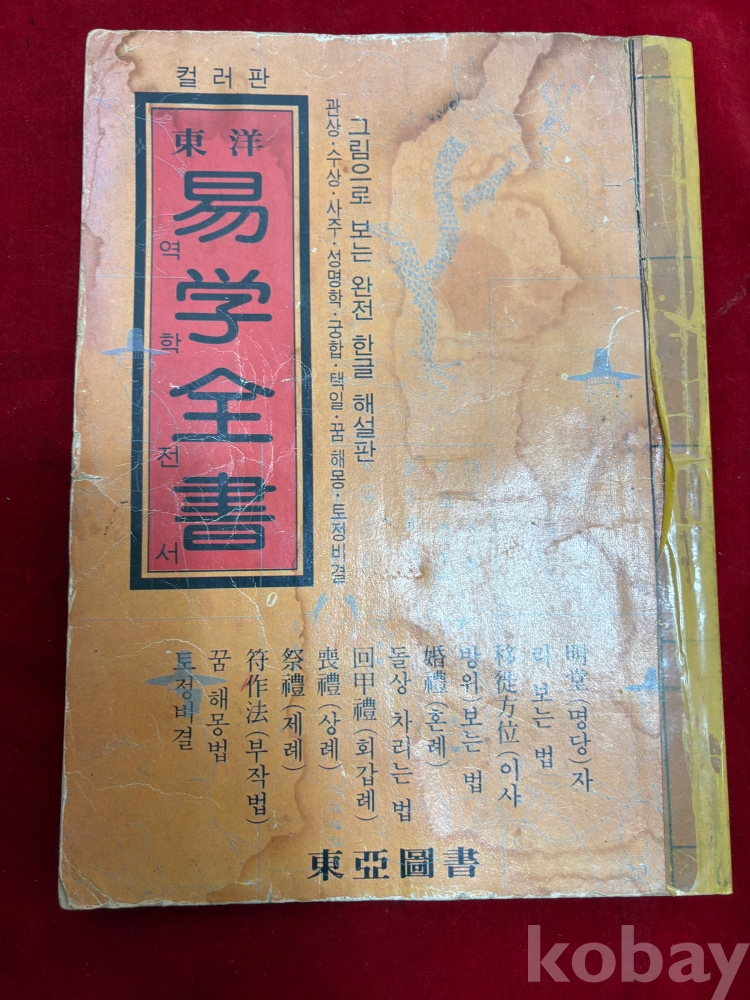 컬러판
東洋
易学全書
역학전서
그림으로 보는 완전 한글 해설판
관상·수상·사주·성명학·궁합·택일·꿈 해몽·토정비결
明堂(명당)자
리 보는 법
移徙方位(이사
방위)보는 법
婚禮(혼례)
돌상 차리는 법
回甲禮(회갑례)
喪禮(상례)
祭禮(제례)
符作法(부작법)
꿈 해몽법
토정비결
東亞圖書
kobay